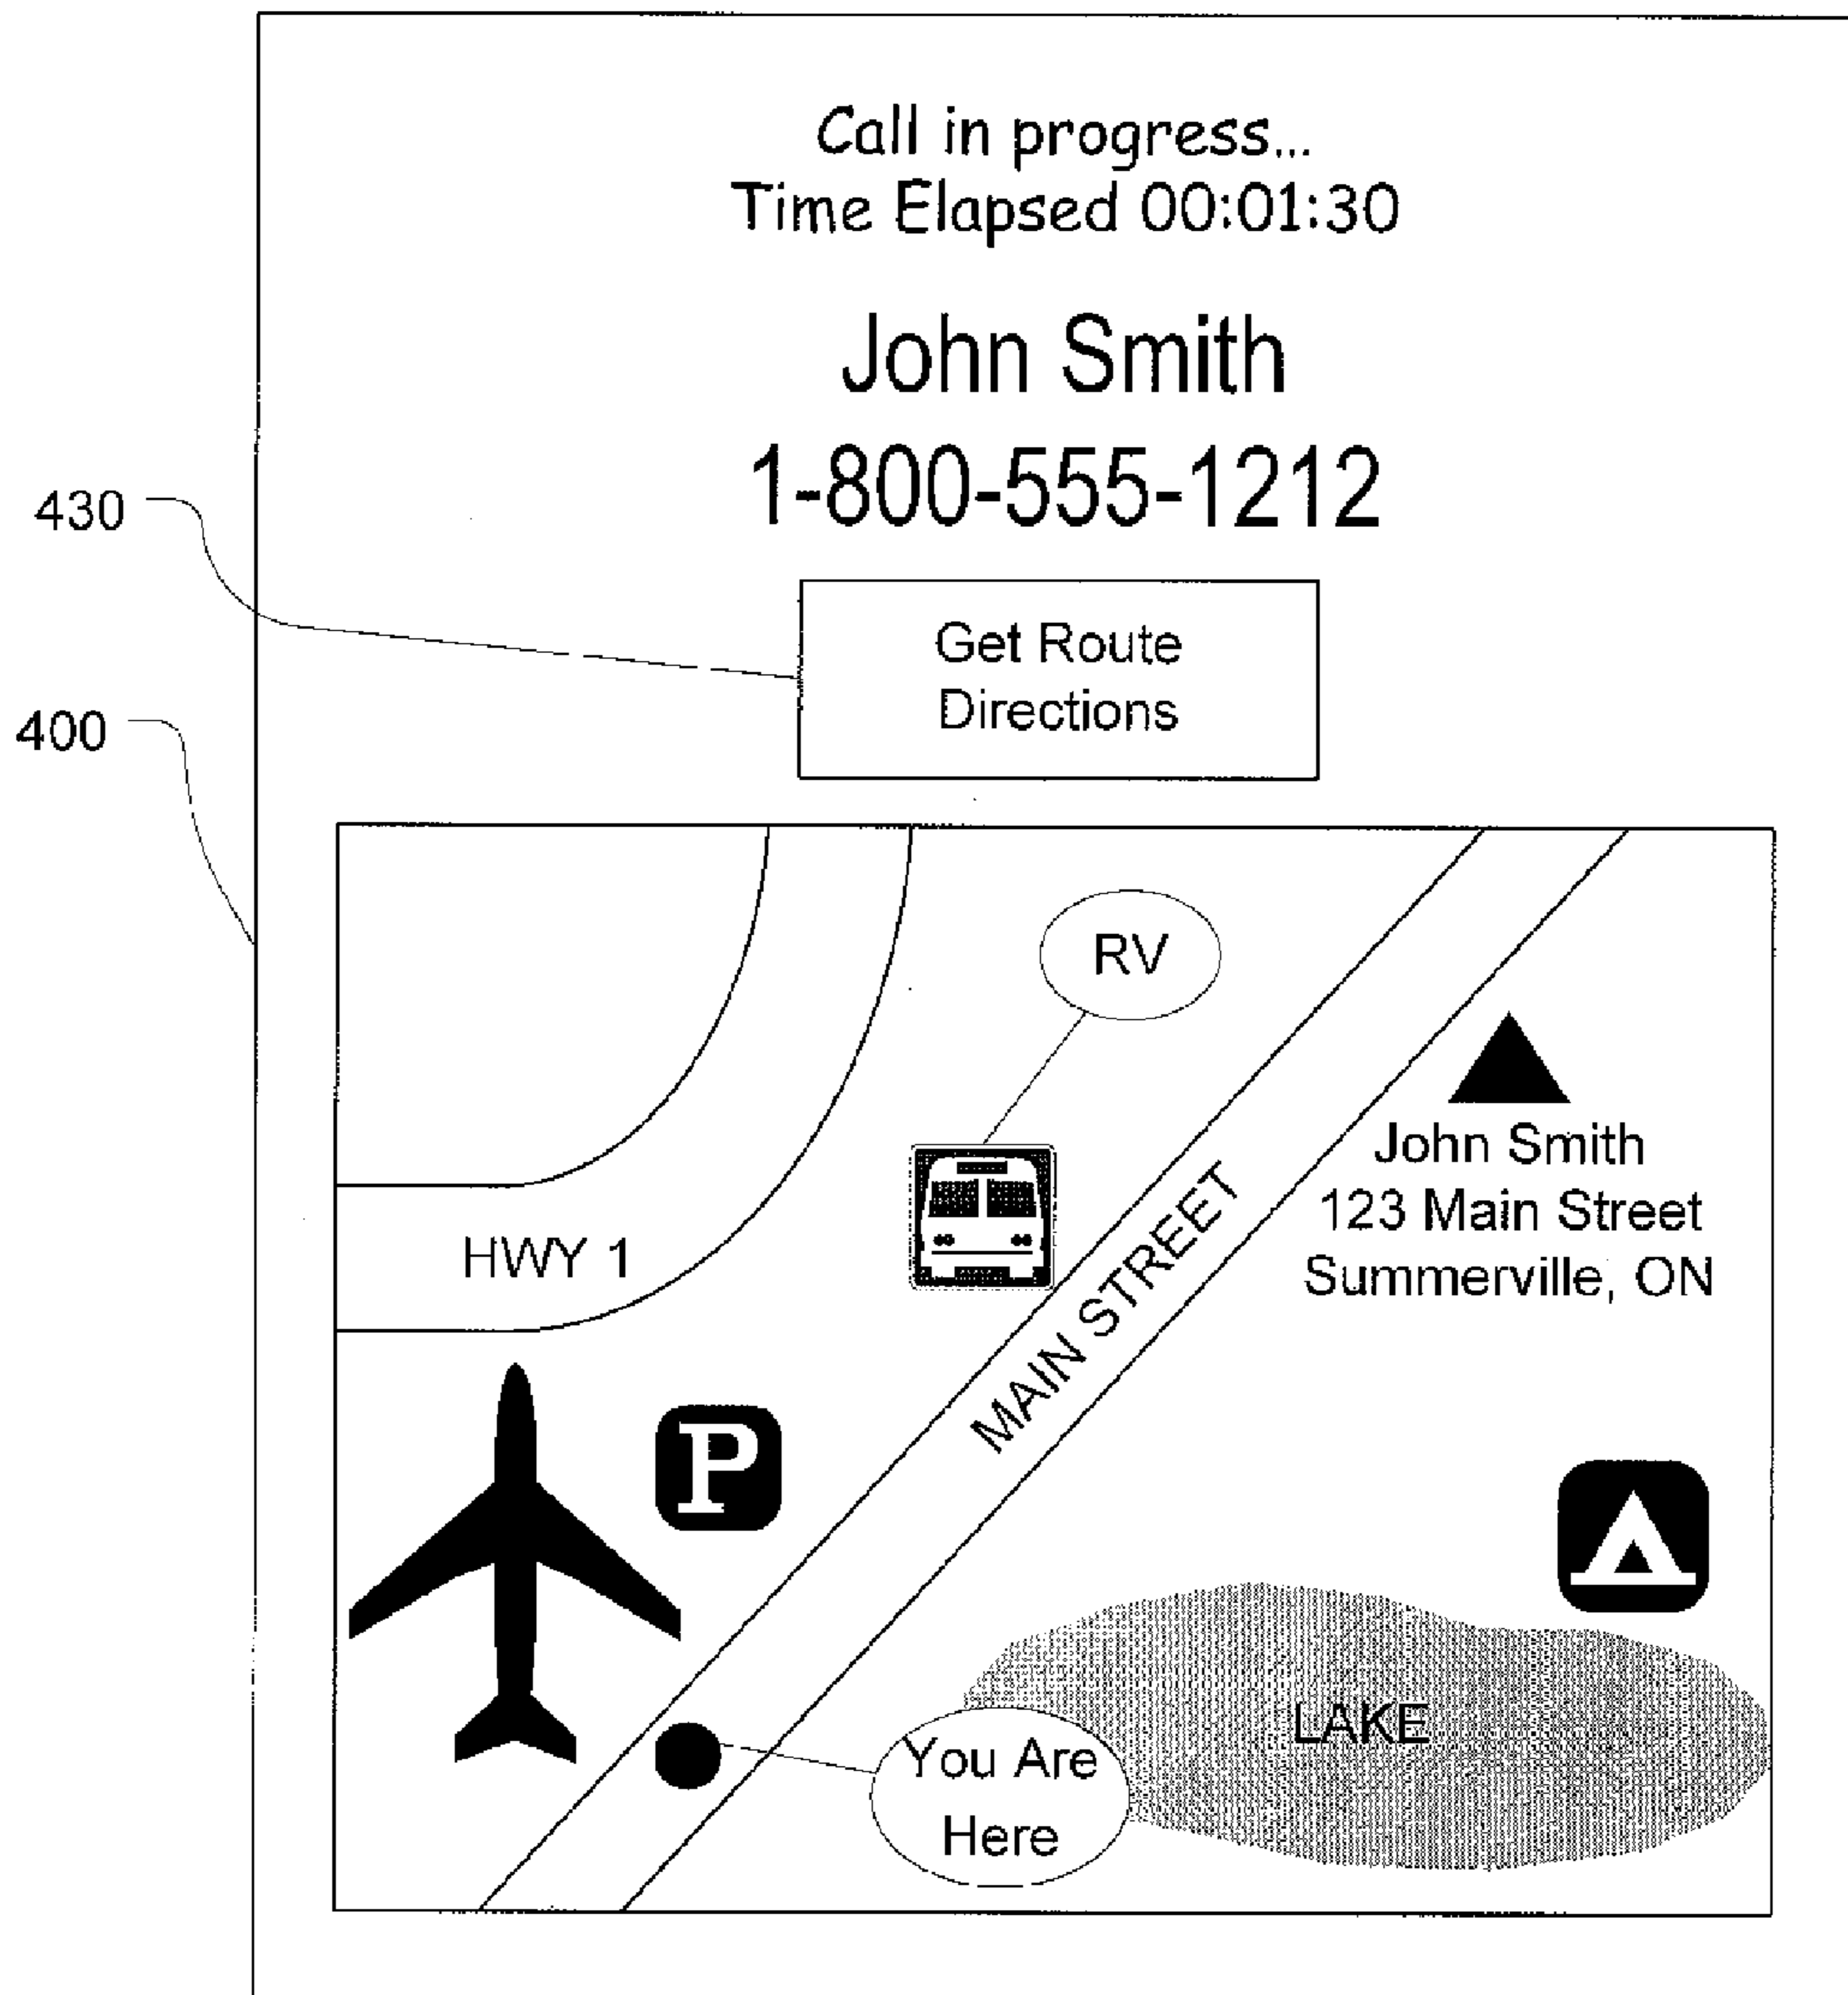 Call in progress...
Time Elapsed 00:01:30
John Smith
1-800-555-1212
430
Get Route
Directions
400
RV
John Smith
123 Main Street
Summerville, ON
HWY 1
MAIN STREET
P
LAKE
You Are
Here